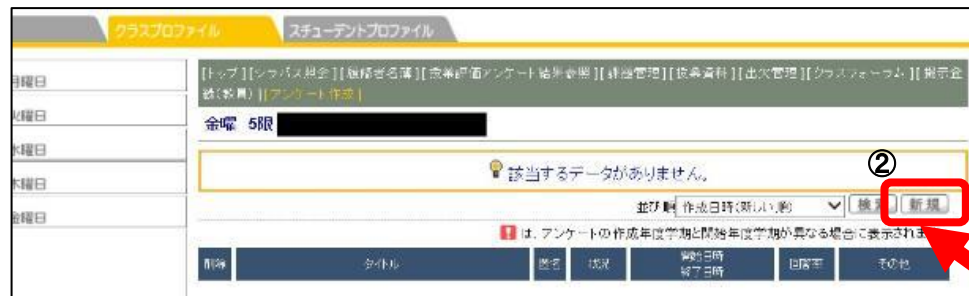 クラスプロファイル
スチューデントプロファイル
月曜日
火曜日
水曜日
木曜日
金曜日
[トップ][シラバス照会][履修者名簿][授業評価アンケート結果参照][課題管理][授業資料][出欠管理][クラスフォーラム][掲示登
録(教員)][アンケート作成]
金曜 5限
該当するデータがありません。
②
並び順 作成日時(新しい順) 検索 新規
は、アンケートの作成年度学期と開始年度学期が異なる場合に表示されま
削除 タイトル 匿名 状況 開始日時 回答率 その他
終了日時